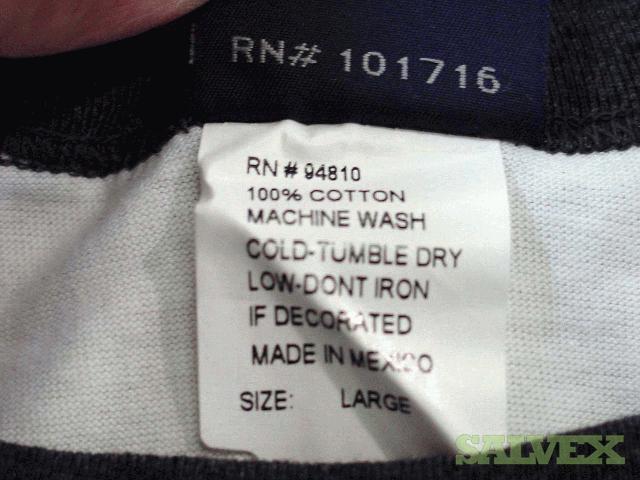 RN# 101716
RN # 94810
100% COTTON
MACHINE WASH
COLD-TUMBLE DRY
LOW-DONT IRON
IF DECORATED
MADE IN MEXICO
SIZE: LARGE
SALVEX